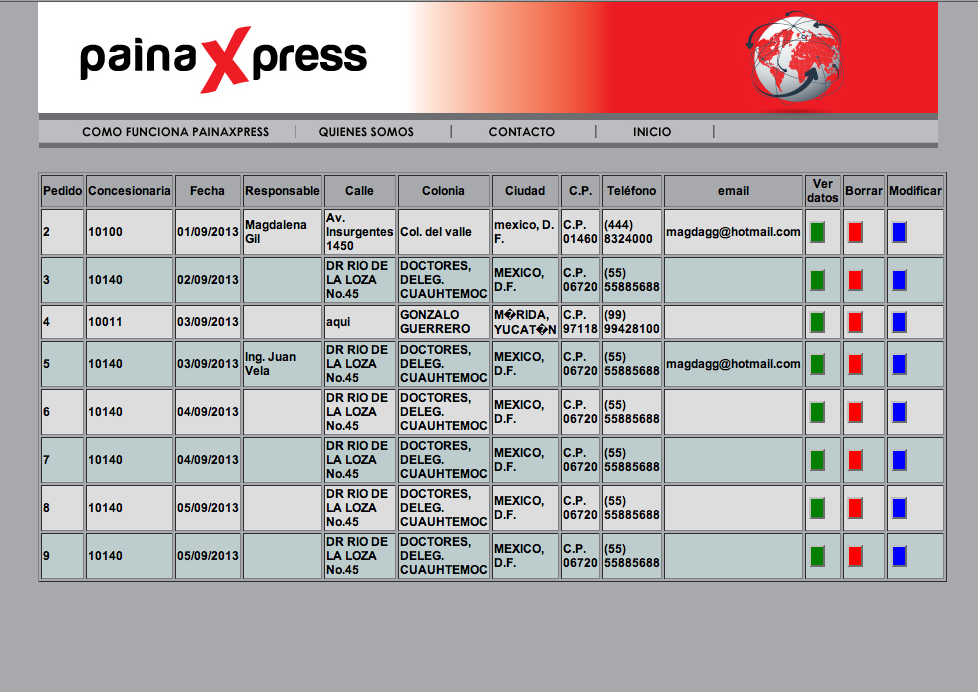 painaXpress
COMO FUNCIONA PAINAXPRESS | QUIENES SOMOS | CONTACTO | INICIO |
Pedido Concesionaria Fecha Responsable Calle Colonia Ciudad C.P. Teléfono email Ver datos Borrar Modificar
2 10100 01/09/2013 Magdalena Gil Av. Insurgentes 1450 Col. del valle mexico, D. F. C.P. 01460 (444) 8324000 magdagg@hotmail.com
3 10140 02/09/2013 DR RIO DE LA LOZA No.45 DOCTORES, DELEG. CUAUHTEMOC MEXICO, D.F. C.P. 06720 (55) 55885688
4 10011 03/09/2013 aqui GONZALO GUERRERO M�RIDA, YUCAT�N C.P. 97118 (99) 99428100
5 10140 03/09/2013 Ing. Juan Vela DR RIO DE LA LOZA No.45 DOCTORES, DELEG. CUAUHTEMOC MEXICO, D.F. C.P. 06720 (55) 55885688 magdagg@hotmail.com
6 10140 04/09/2013 DR RIO DE LA LOZA No.45 DOCTORES, DELEG. CUAUHTEMOC MEXICO, D.F. C.P. 06720 (55) 55885688
7 10140 04/09/2013 DR RIO DE LA LOZA No.45 DOCTORES, DELEG. CUAUHTEMOC MEXICO, D.F. C.P. 06720 (55) 55885688
8 10140 05/09/2013 DR RIO DE LA LOZA No.45 DOCTORES, DELEG. CUAUHTEMOC MEXICO, D.F. C.P. 06720 (55) 55885688
9 10140 05/09/2013 DR RIO DE LA LOZA No.45 DOCTORES, DELEG. CUAUHTEMOC MEXICO, D.F. C.P. 06720 (55) 55885688